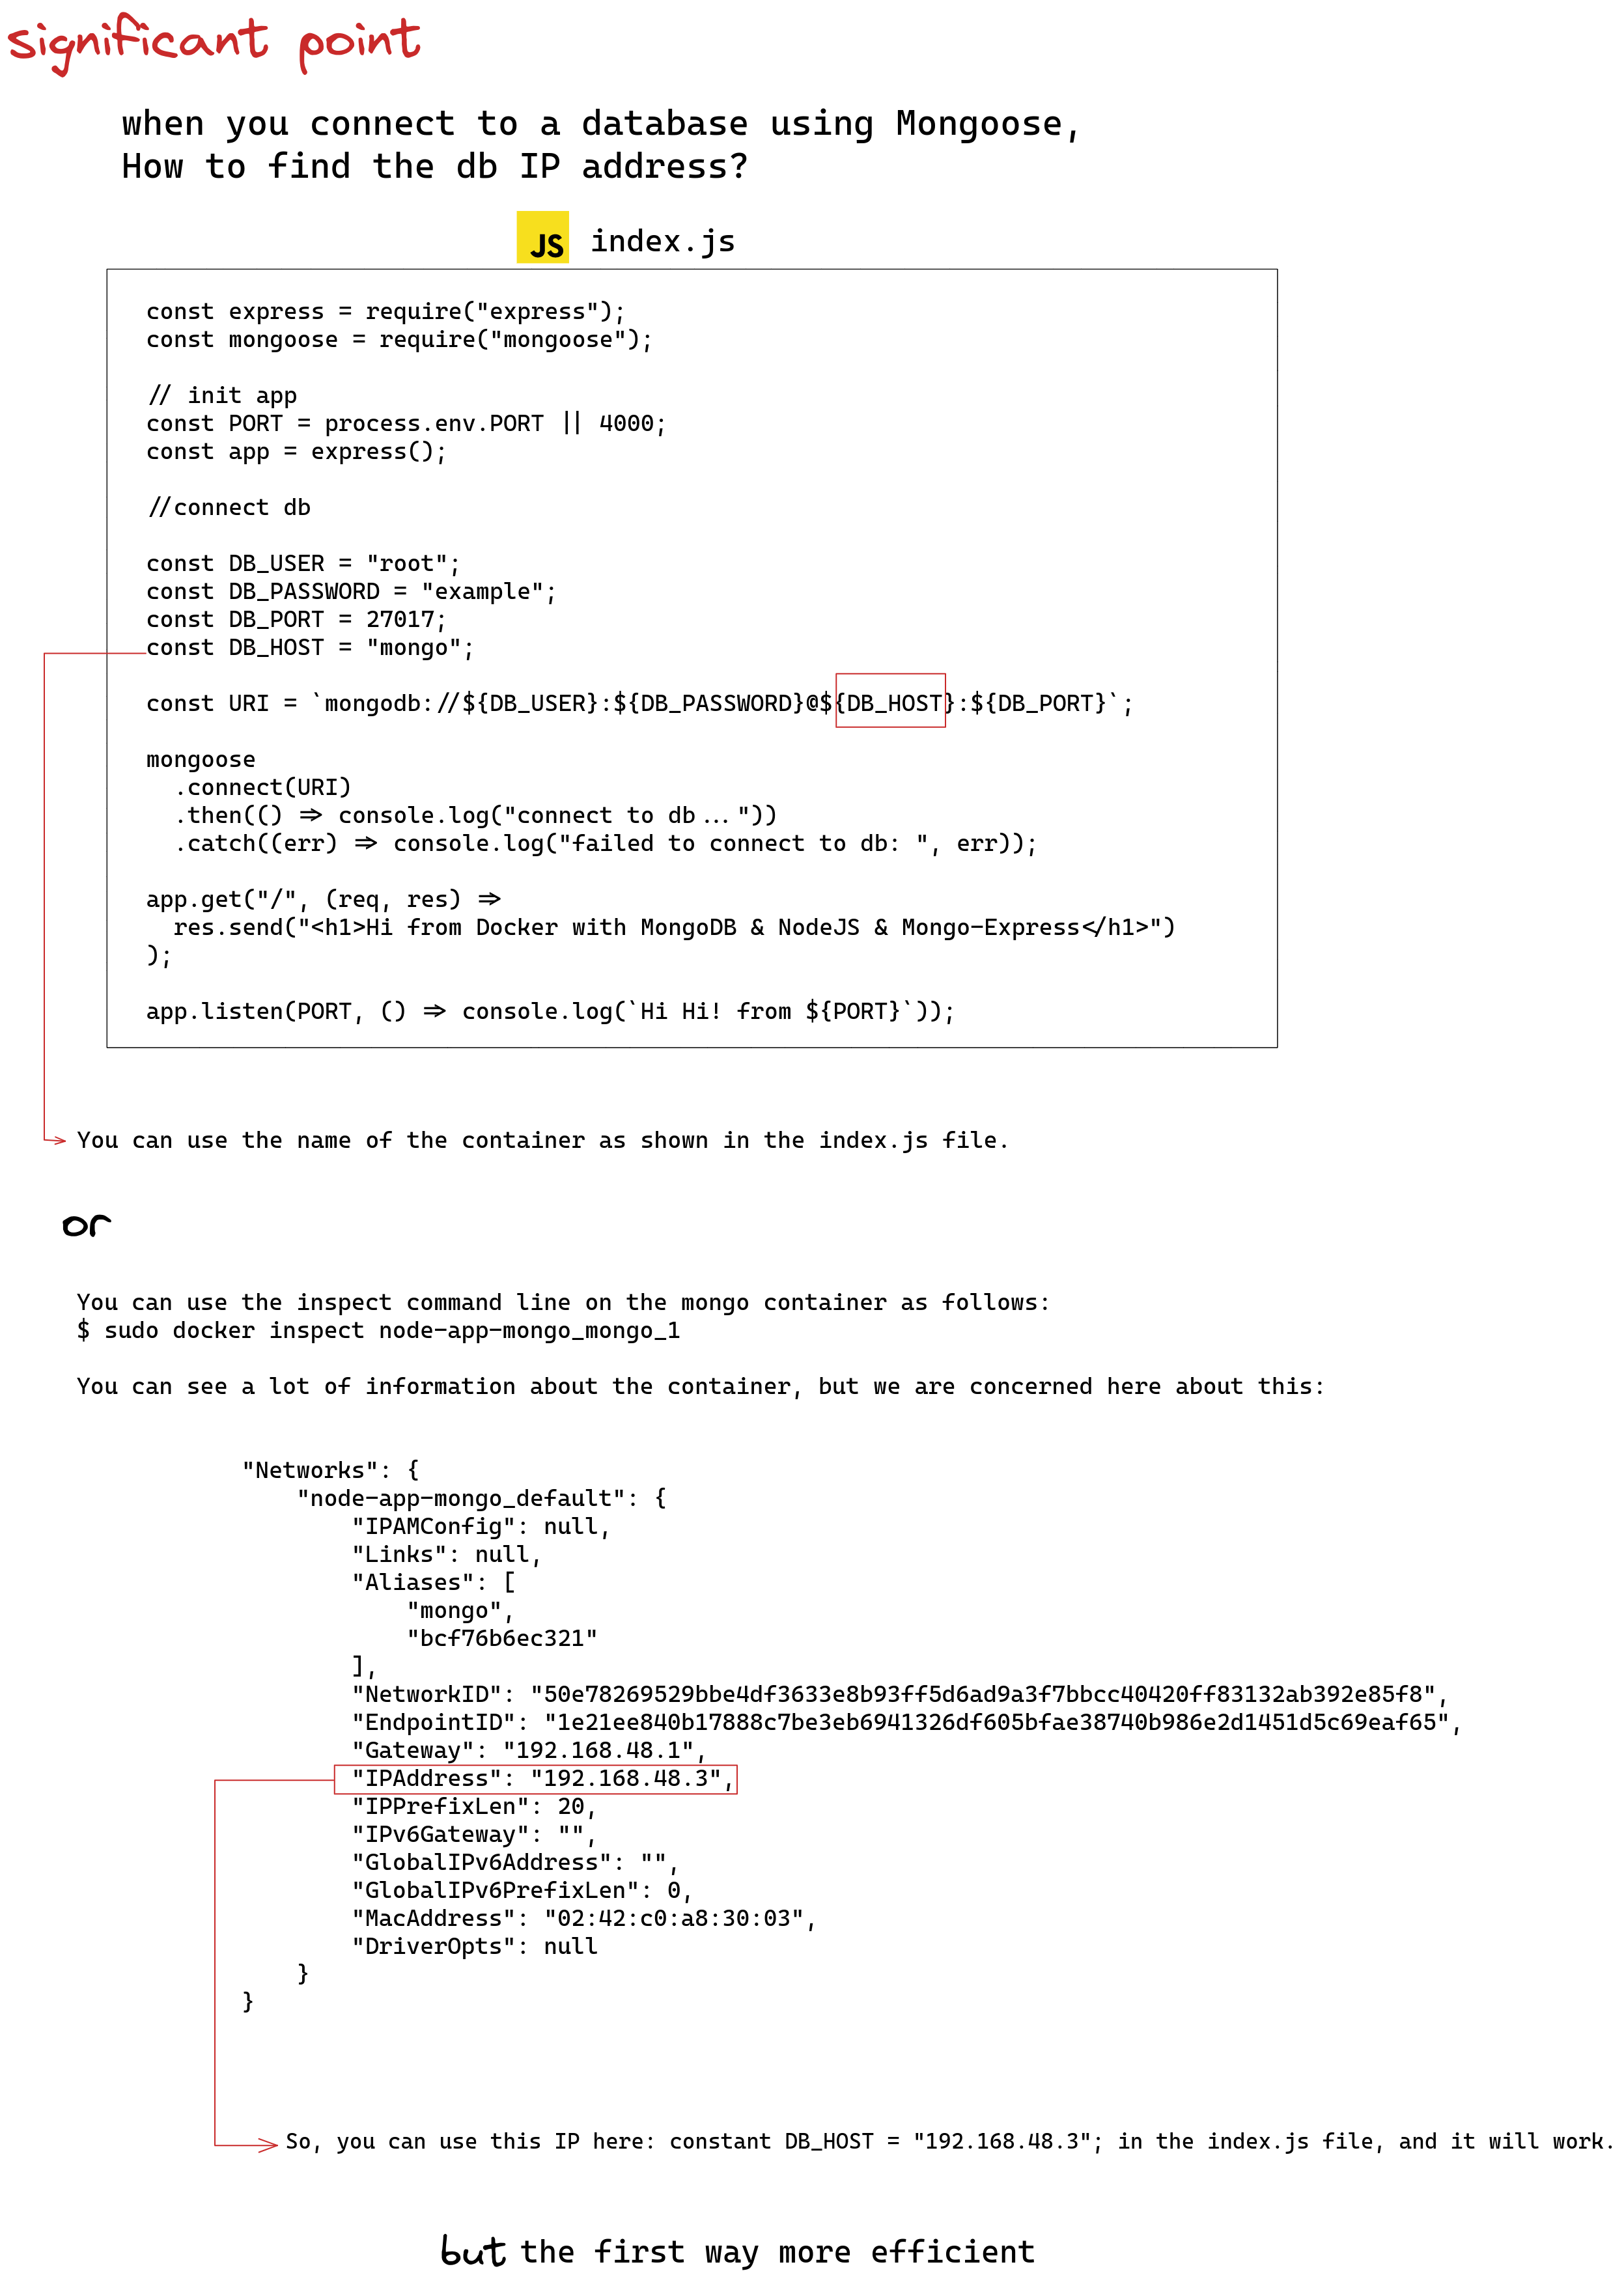 significant point
when you connect to a database using Mongoose,
How to find the db IP address?
JS index.js
const express = require("express");
const mongoose = require("mongoose");
// init app
const PORT = process.env.PORT || 4000;
const app = express();
//connect db
const DB_USER = "root";
const DB_PASSWORD = "example";
const DB_PORT = 27017;
const DB_HOST = "mongo";
const URI = `mongodb://${DB_USER}:${DB_PASSWORD}@${DB_HOST}:${DB_PORT}`;
mongoose
  .connect(URI)
  .then(() => console.log("connect to db..."))
  .catch((err) => console.log("failed to connect to db: ", err));
app.get("/", (req, res) =>
  res.send("<h1>Hi from Docker with MongoDB & NodeJS & Mongo-Express</h1>")
);
app.listen(PORT, () => console.log(`Hi Hi! from ${PORT}`));
You can use the name of the container as shown in the index.js file.
or
You can use the inspect command line on the mongo container as follows:
$ sudo docker inspect node-app-mongo_mongo_1
You can see a lot of information about the container, but we are concerned here about this:
"Networks": {
    "node-app-mongo_default": {
        "IPAMConfig": null,
        "Links": null,
        "Aliases": [
            "mongo",
            "bcf76b6ec321"
        ],
        "NetworkID": "50e78269529bbe4df3633e8b93ff5d6ad9a3f7bbcc40420ff83132ab392e85f8",
        "EndpointID": "1e21ee840b17888c7be3eb6941326df605bfae38740b986e2d1451d5c69eaf65",
        "Gateway": "192.168.48.1",
        "IPAddress": "192.168.48.3",
        "IPPrefixLen": 20,
        "IPv6Gateway": "",
        "GlobalIPv6Address": "",
        "GlobalIPv6PrefixLen": 0,
        "MacAddress": "02:42:c0:a8:30:03",
        "DriverOpts": null
    }
}
So, you can use this IP here: constant DB_HOST = "192.168.48.3"; in the index.js file, and it will work.
but the first way more efficient